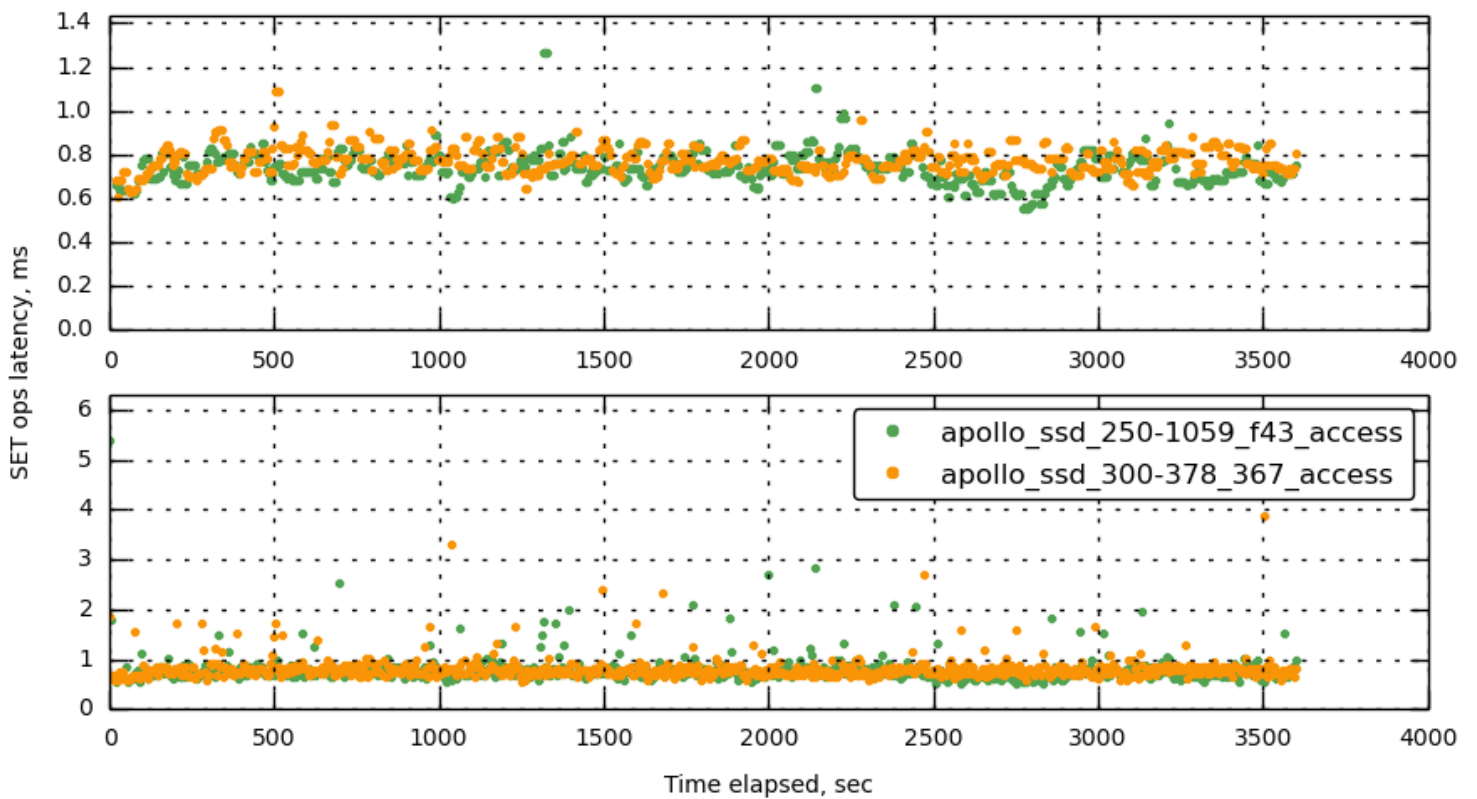 1.4
1.2
1.0
0.8
0.6
0.4
0.2
0.0
0 500 1000 1500 2000 2500 3000 3500 4000
SET ops latency, ms
6
5
4
3
2
1
0
apollo_ssd_250-1059_f43_access
apollo_ssd_300-378_367_access
0 500 1000 1500 2000 2500 3000 3500 4000
Time elapsed, sec